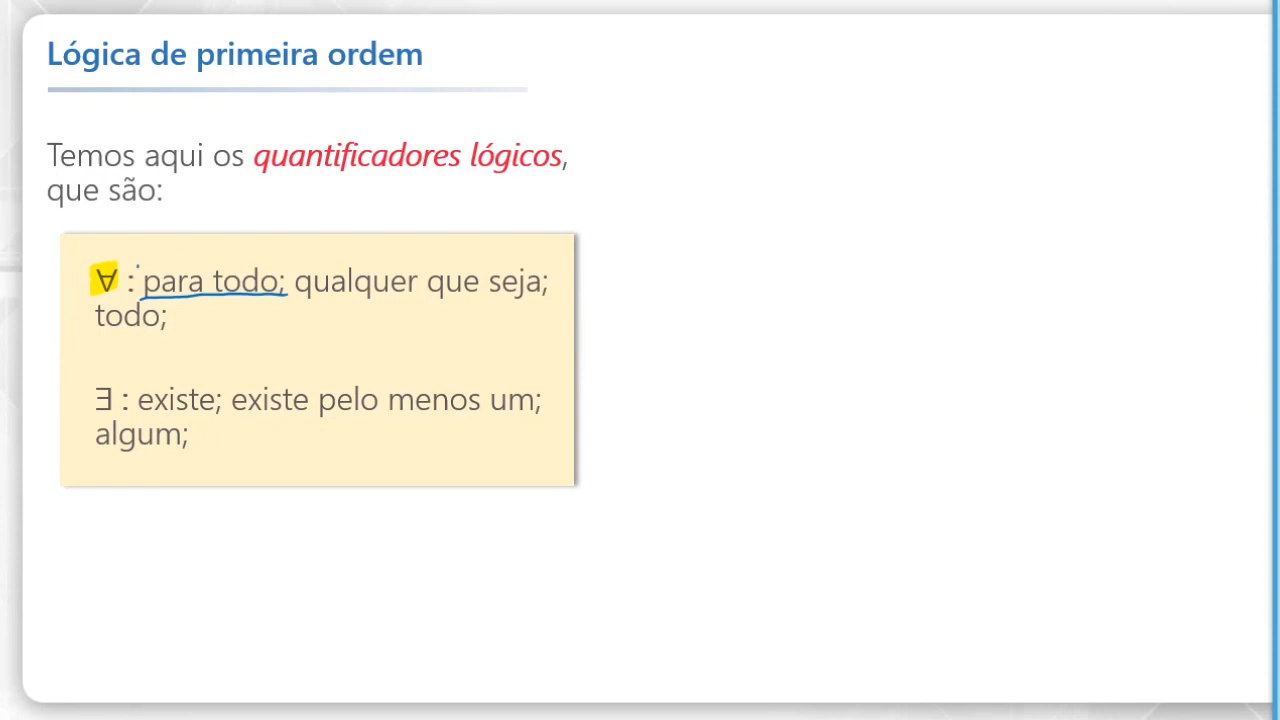 Lógica de primeira ordem
Temos aqui os quantificadores lógicos,
que são:
∀ : para todo; qualquer que seja;
todo;
∃ : existe; existe pelo menos um;
algum;